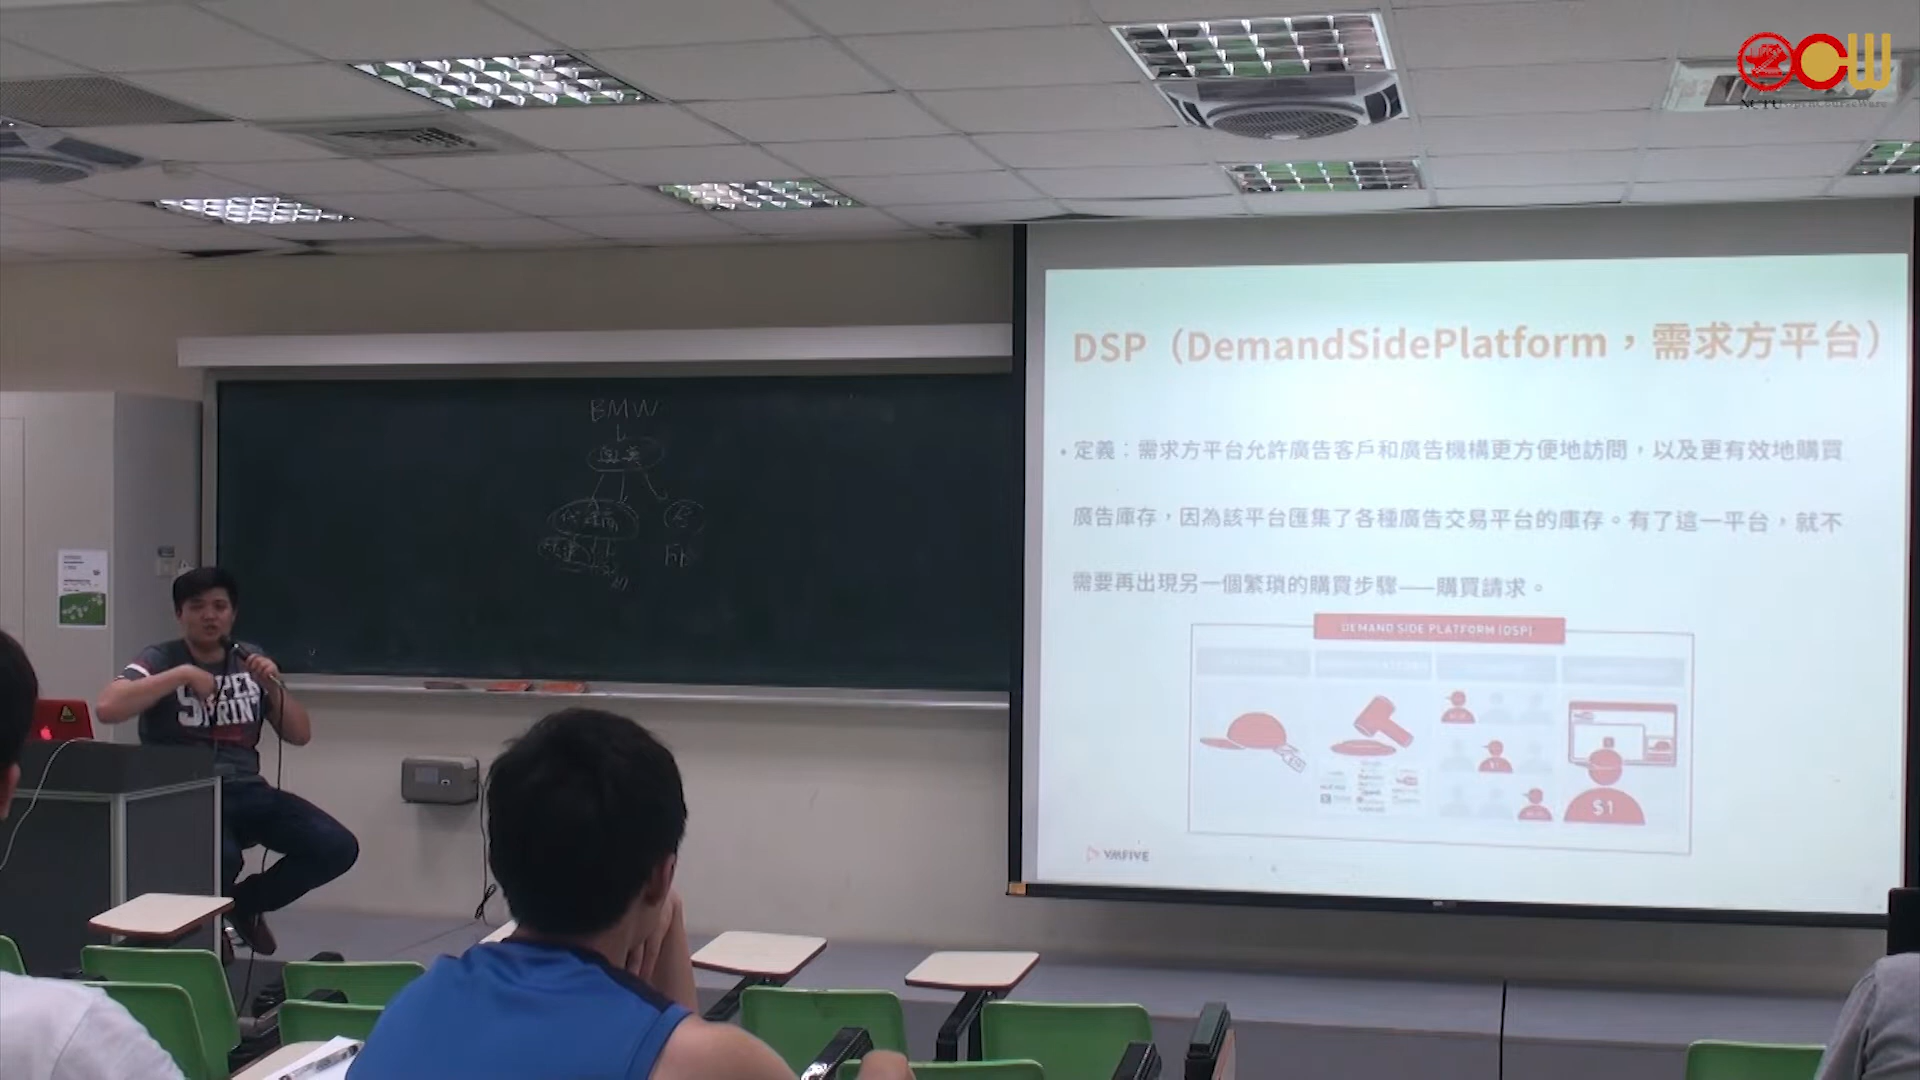 OCW
NCTU OpenCourseWare
DSP（DemandSidePlatform，需求方平台）
• 定義：需求方平台允許廣告客戶和廣告機構更方便地訪問，以及更有效地購買
廣告庫存，因為該平台匯集了各種廣告交易平台的庫存。有了這一平台，就不
需要再出現另一個繁瑣的購買步驟——購買請求。
DEMAND SIDE PLATFORM (DSP)
$1
VMFIVE
BMW
SUPER
SPRINT